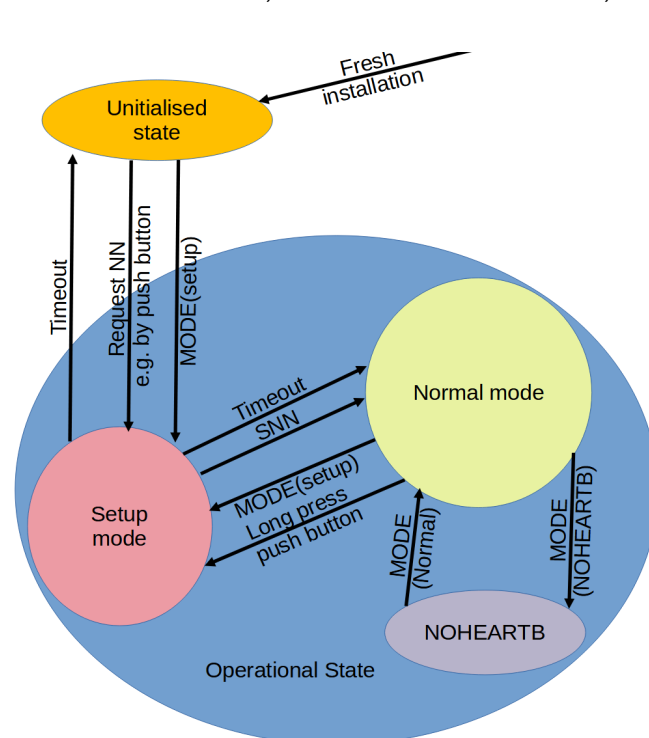 Fresh
installation
Unitialised
state
Timeout
Request NN
e.g. by push button
MODE(setup)
Timeout
SNN
Normal mode
MODE(setup)
Long press
push button
Setup
mode
MODE
(Normal)
MODE
(NOHEARTB)
NOHEARTB
Operational State